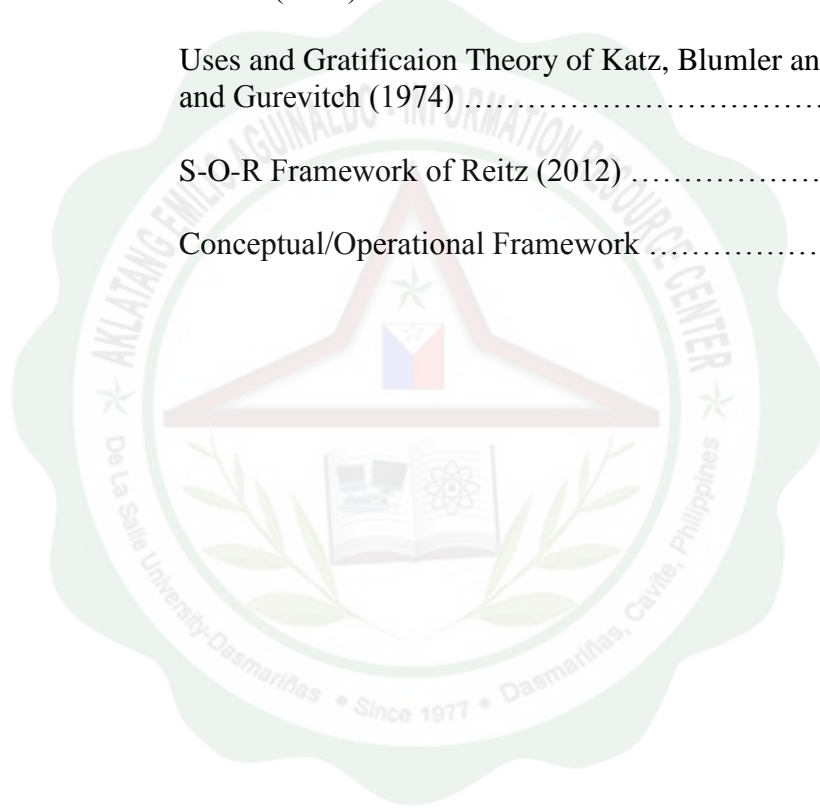 Uses and Gratificaion Theory of Katz, Blumler an
and Gurevitch (1974) ……………………………
S-O-R Framework of Reitz (2012) ………………
Conceptual/Operational Framework ……………
AKLATANG EMILIO AGUINALDO - INFORMATION RESOURCE CENTER
De La Salle University-Dasmariñas • Since 1977 • Dasmariñas, Cavite, Philippines